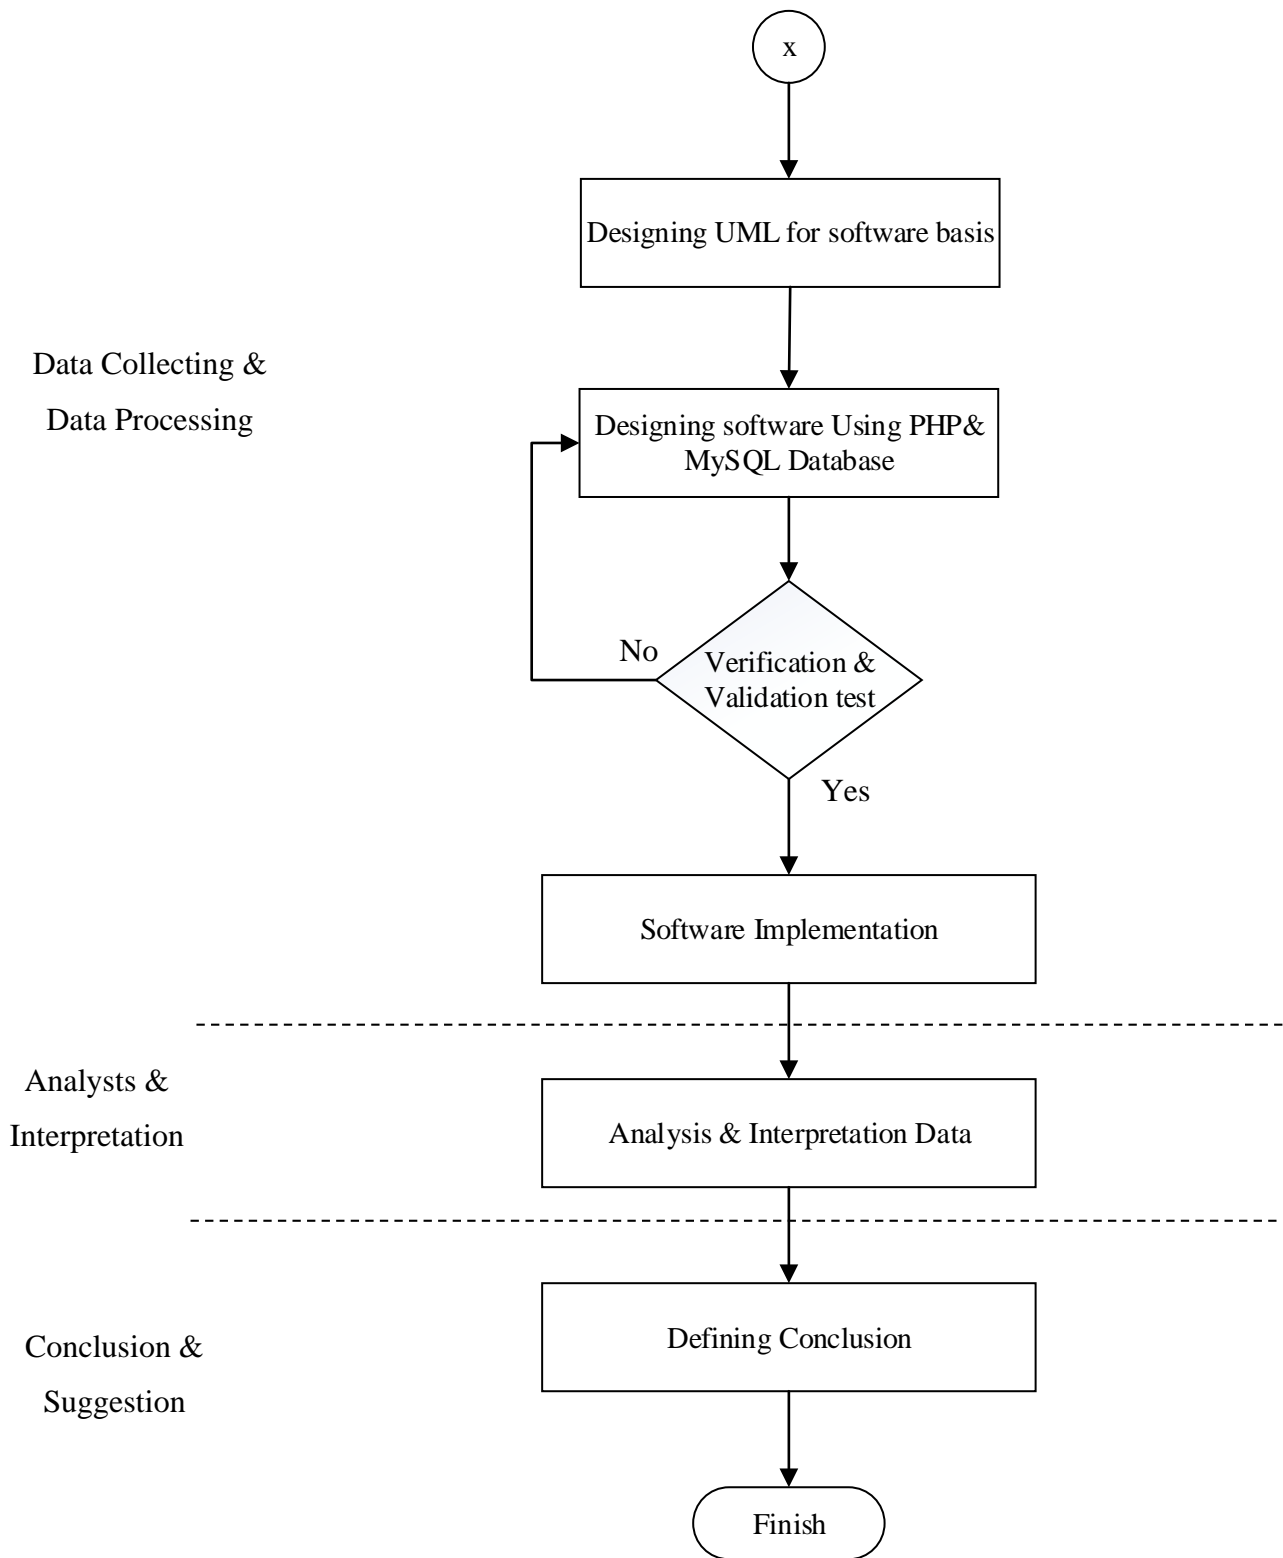 x
Designing UML for software basis
Data Collecting &
Data Processing
Designing software Using PHP&
MySQL Database
No
Verification &
Validation test
Yes
Software Implementation
Analysts &
Interpretation
Analysis & Interpretation Data
Conclusion &
Suggestion
Defining Conclusion
Finish